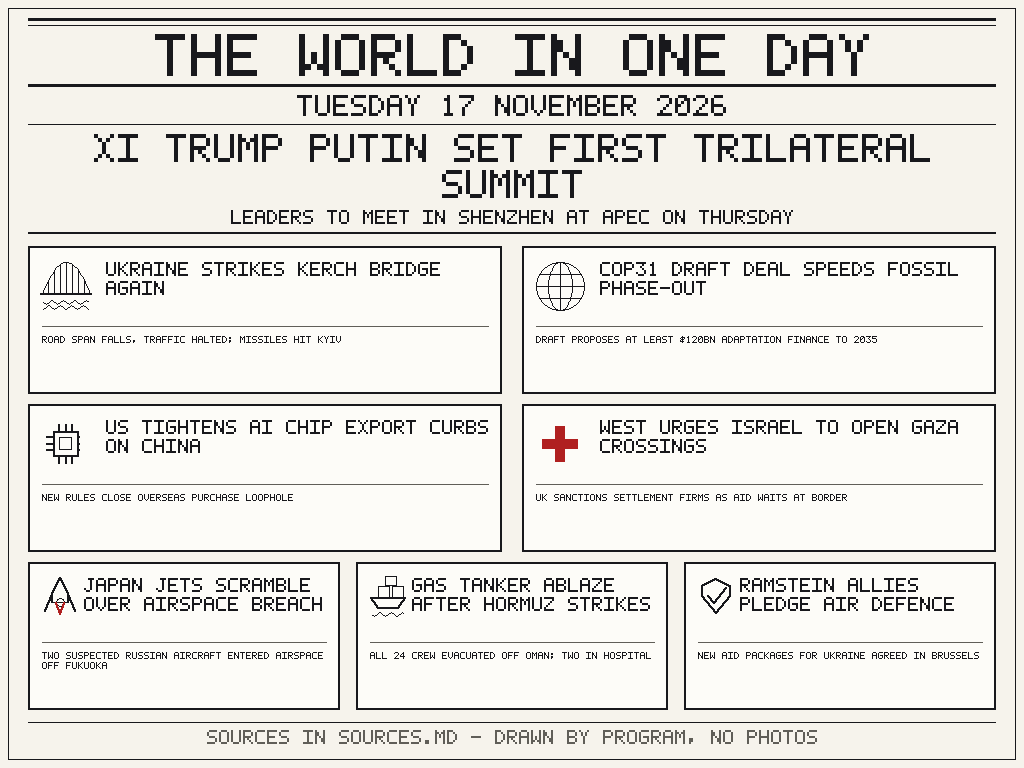 THE WORLD IN ONE DAY
TUESDAY 17 NOVEMBER 2026
XI TRUMP PUTIN SET FIRST TRILATERAL
SUMMIT
LEADERS TO MEET IN SHENZHEN AT APEC ON THURSDAY
UKRAINE STRIKES KERCH BRIDGE
AGAIN
ROAD SPAN FALLS, TRAFFIC HALTED; MISSILES HIT KYIV
COP31 DRAFT DEAL SPEEDS FOSSIL
PHASE-OUT
DRAFT PROPOSES AT LEAST $120BN ADAPTATION FINANCE TO 2035
US TIGHTENS AI CHIP EXPORT CURBS
ON CHINA
NEW RULES CLOSE OVERSEAS PURCHASE LOOPHOLE
WEST URGES ISRAEL TO OPEN GAZA
CROSSINGS
UK SANCTIONS SETTLEMENT FIRMS AS AID WAITS AT BORDER
JAPAN JETS SCRAMBLE
OVER AIRSPACE BREACH
TWO SUSPECTED RUSSIAN AIRCRAFT ENTERED AIRSPACE
OFF FUKUOKA
GAS TANKER ABLAZE
AFTER HORMUZ STRIKES
ALL 24 CREW EVACUATED OFF OMAN; TWO IN HOSPITAL
RAMSTEIN ALLIES
PLEDGE AIR DEFENCE
NEW AID PACKAGES FOR UKRAINE AGREED IN BRUSSELS
SOURCES IN SOURCES.MD - DRAWN BY PROGRAM, NO PHOTOS